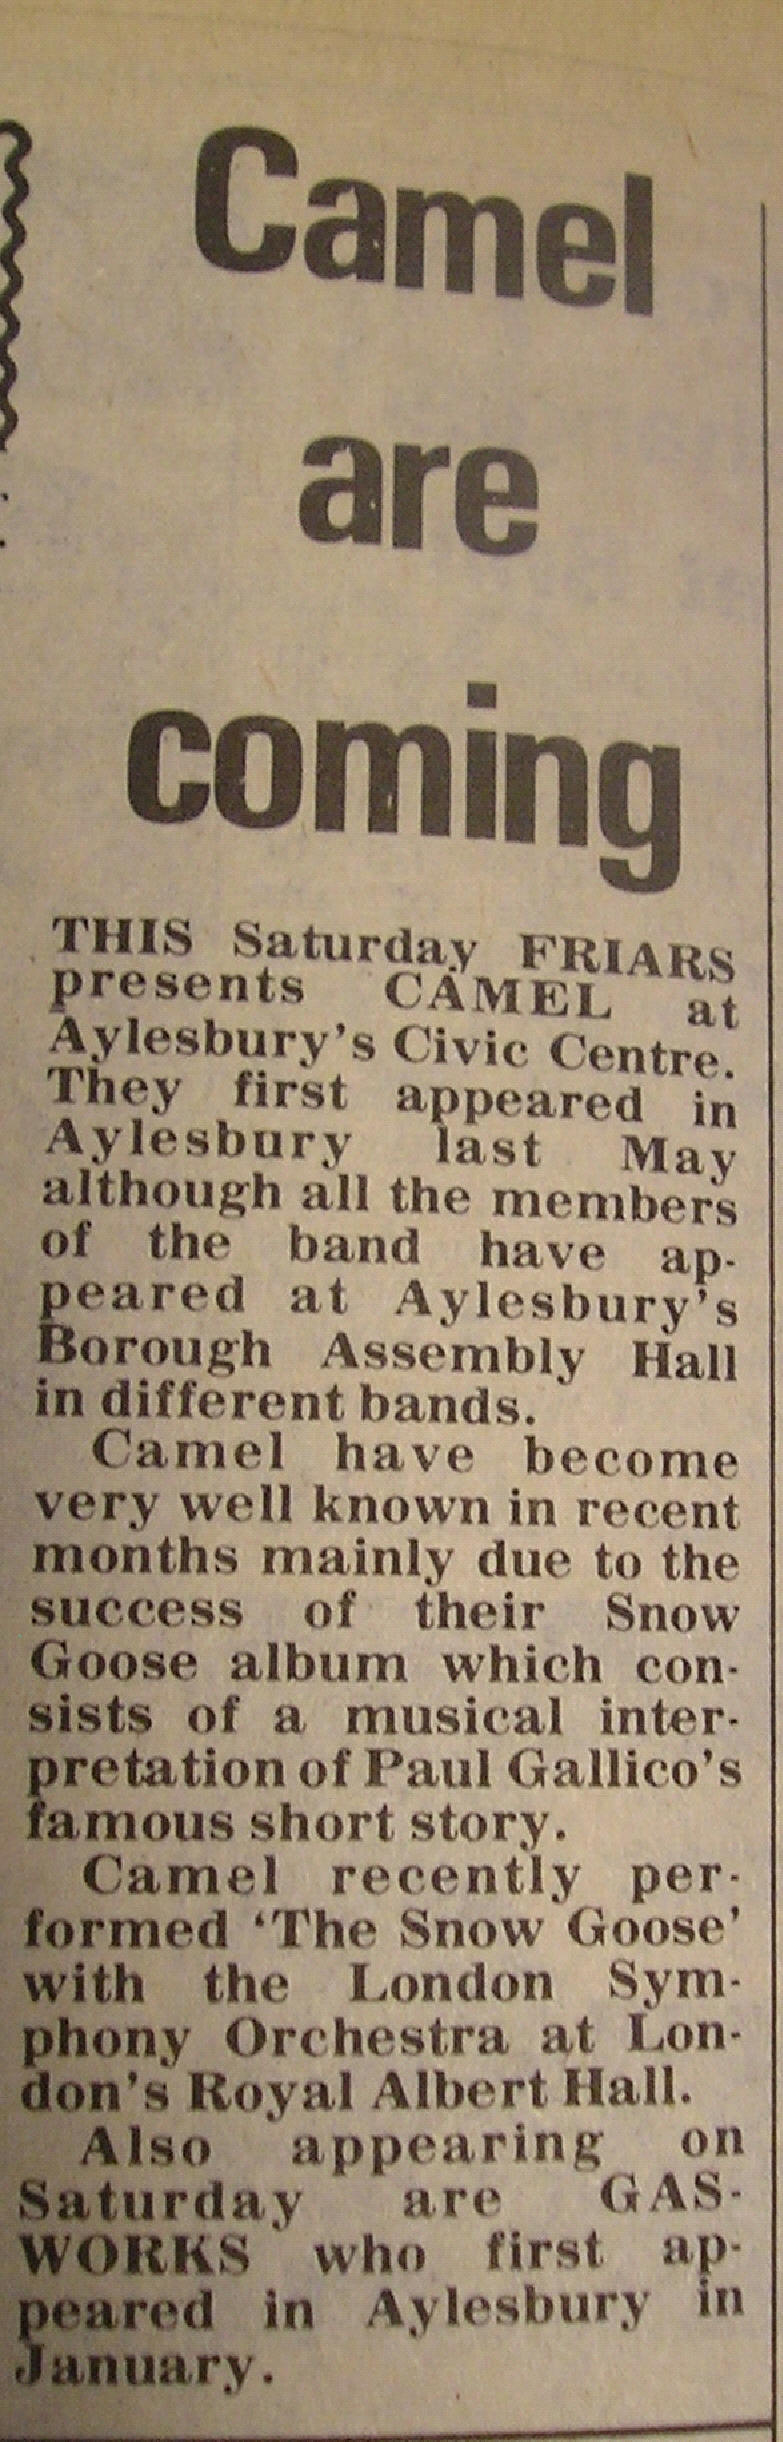 Camel
are
coming
THIS Saturday FRIARS
presents CAMEL at
Aylesbury's Civic Centre.
They first appeared in
Aylesbury last May
although all the members
of the band have ap-
peared at Aylesbury's
Borough Assembly Hall
in different bands.
Camel have become
very well known in recent
months mainly due to the
success of their Snow
Goose album which con-
sists of a musical inter-
pretation of Paul Gallico's
famous short story.
Camel recently per-
formed 'The Snow Goose'
with the London Sym-
phony Orchestra at Lon-
don's Royal Albert Hall.
Also appearing on
Saturday are GAS-
WORKS who first ap-
peared in Aylesbury in
January.